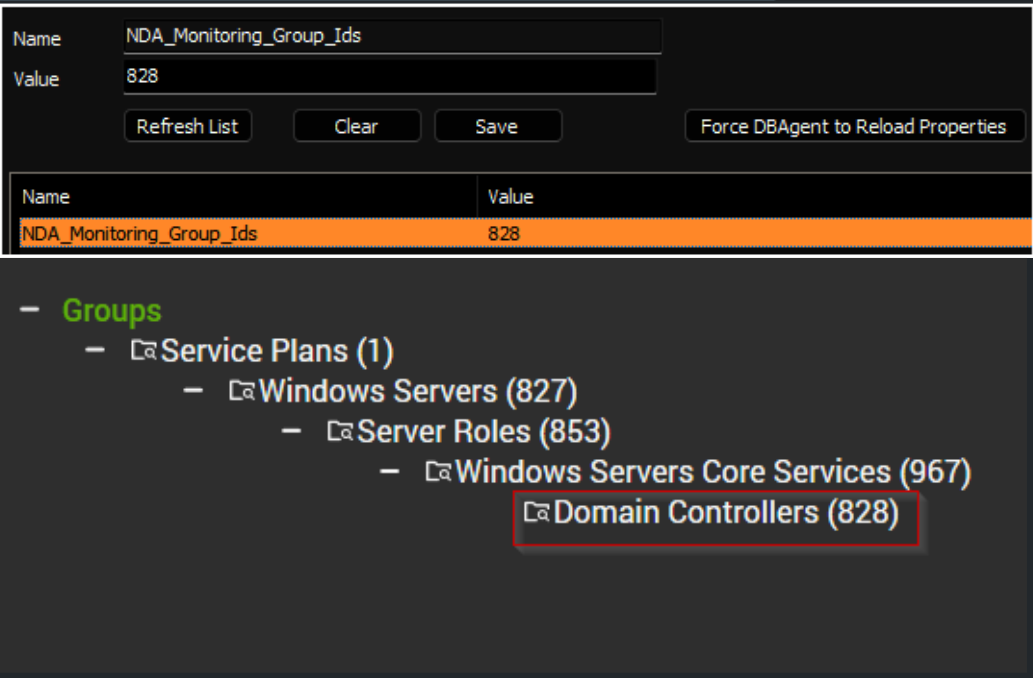 Name NDA_Monitoring_Group_Ids
Value 828
Refresh List Clear Save Force DBAgent to Reload Properties
Name Value
NDA_Monitoring_Group_Ids 828
Groups
Service Plans (1)
Windows Servers (827)
Server Roles (853)
Windows Servers Core Services (967)
Domain Controllers (828)